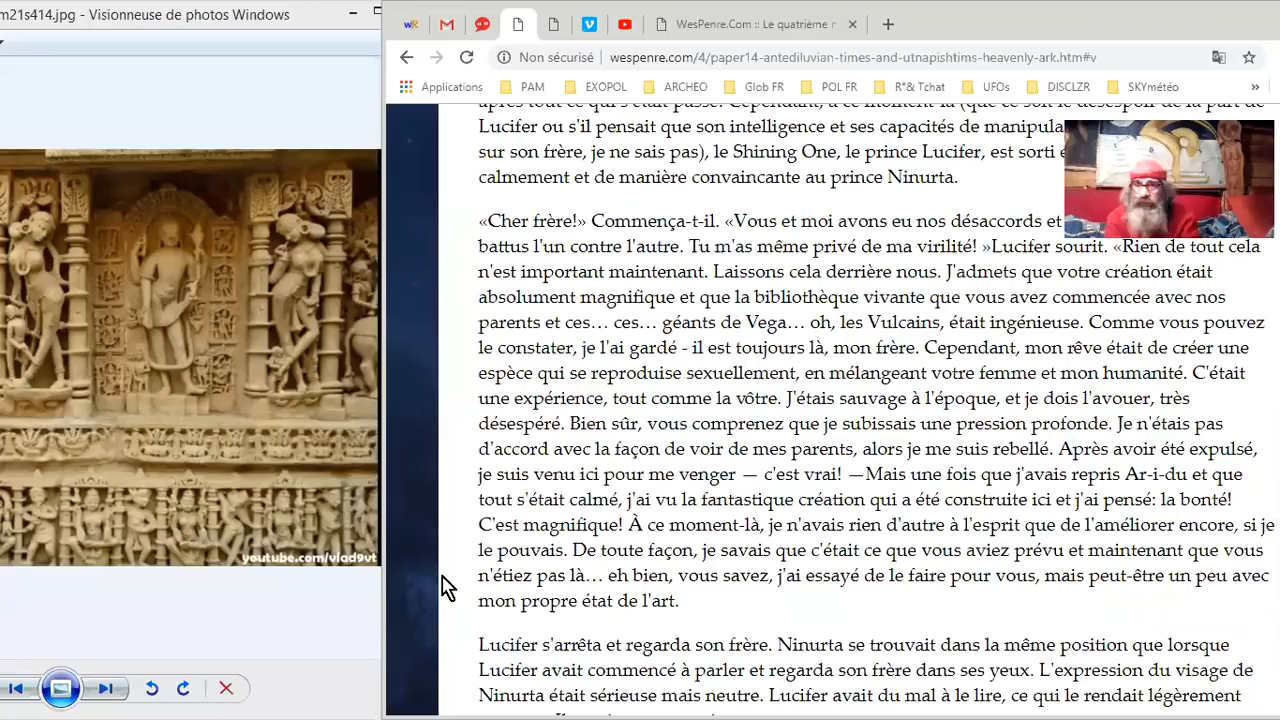 m21s414.jpg - Visionneuse de photos Windows
WesPenre.Com :: Le quatrième r
Non sécurisé | wespenre.com/4/paper14-antediluvian-times-and-utnapishtims-heavenly-ark.htm#v
Applications PAM EXOPOL ARCHEO Glob FR POL FR R°& Tchat UFOs DISCLZR SKYmétéo »
Lucifer ou s'il pensait que son intelligence et ses capacités de manipula
sur son frère, je ne sais pas), le Shining One, le prince Lucifer, est sorti
calmement et de manière convaincante au prince Ninurta.
«Cher frère!» Commença-t-il. «Vous et moi avons eu nos désaccords et
battus l'un contre l'autre. Tu m'as même privé de ma virilité! »Lucifer sourit. «Rien de tout cela
n'est important maintenant. Laissons cela derrière nous. J'admets que votre création était
absolument magnifique et que la bibliothèque vivante que vous avez commencée avec nos
parents et ces… ces… géants de Vega… oh, les Vulcains, était ingénieuse. Comme vous pouvez
le constater, je l'ai gardé - il est toujours là, mon frère. Cependant, mon rêve était de créer une
espèce qui se reproduise sexuellement, en mélangeant votre femme et mon humanité. C'était
une expérience, tout comme la vôtre. J'étais sauvage à l'époque, et je dois l'avouer, très
désespéré. Bien sûr, vous comprenez que je subissais une pression profonde. Je n'étais pas
d'accord avec la façon de voir de mes parents, alors je me suis rebellé. Après avoir été expulsé,
je suis venu ici pour me venger — c'est vrai! —Mais une fois que j'avais repris Ar-i-du et que
tout s'était calmé, j'ai vu la fantastique création qui a été construite ici et j'ai pensé: la bonté!
C'est magnifique! À ce moment-là, je n'avais rien d'autre à l'esprit que de l'améliorer encore, si je
le pouvais. De toute façon, je savais que c'était ce que vous aviez prévu et maintenant que vous
n'étiez pas là… eh bien, vous savez, j'ai essayé de le faire pour vous, mais peut-être un peu avec
mon propre état de l'art.
Lucifer s'arrêta et regarda son frère. Ninurta se trouvait dans la même position que lorsque
Lucifer avait commencé à parler et regarda son frère dans ses yeux. L'expression du visage de
Ninurta était sérieuse mais neutre. Lucifer avait du mal à le lire, ce qui le rendait légèrement
youtube.com/vlad9vt